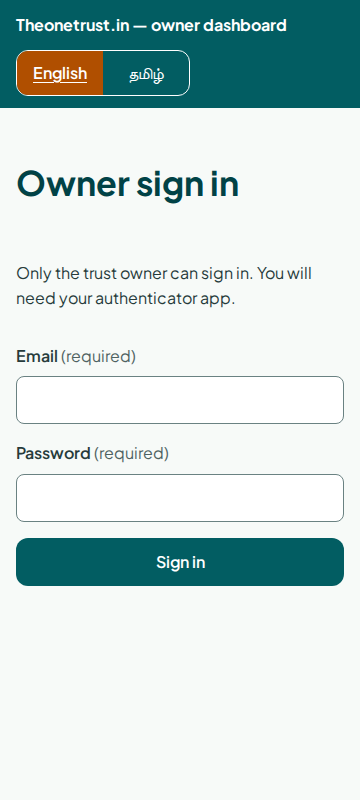 Theonetrust.in — owner dashboard
English
தமிழ்
Owner sign in
Only the trust owner can sign in. You will
need your authenticator app.
Email (required)
Password (required)
Sign in